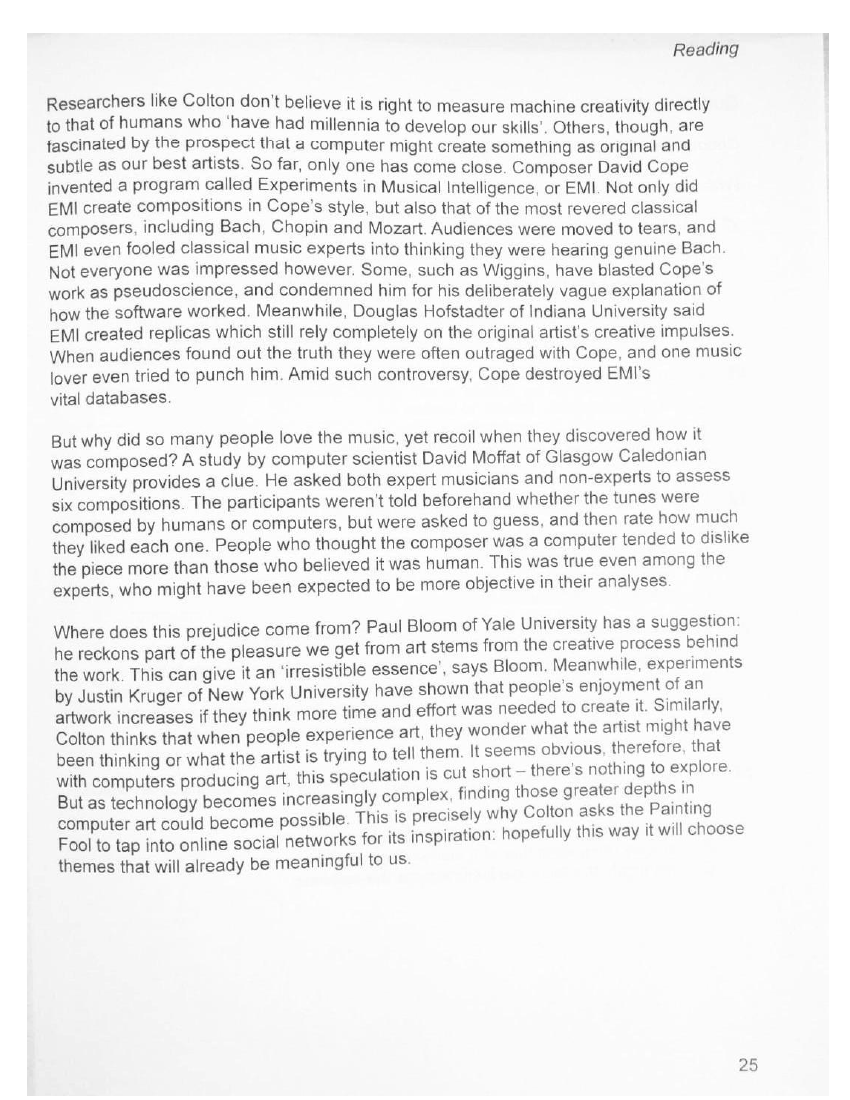 Reading
Researchers like Colton don't believe it is right to measure machine creativity directly
to that of humans who 'have had millennia to develop our skills'. Others, though, are
fascinated by the prospect that a computer might create something as original and
subtle as our best artists. So far, only one has come close. Composer David Cope
invented a program called Experiments in Musical Intelligence, or EMI. Not only did
EMI create compositions in Cope's style, but also that of the most revered classical
composers, including Bach, Chopin and Mozart. Audiences were moved to tears, and
EMI even fooled classical music experts into thinking they were hearing genuine Bach.
Not everyone was impressed however. Some, such as Wiggins, have blasted Cope's
work as pseudoscience, and condemned him for his deliberately vague explanation of
how the software worked. Meanwhile, Douglas Hofstadter of Indiana University said
EMI created replicas which still rely completely on the original artist's creative impulses.
When audiences found out the truth they were often outraged with Cope, and one music
lover even tried to punch him. Amid such controversy, Cope destroyed EMI's
vital databases.
But why did so many people love the music, yet recoil when they discovered how it
was composed? A study by computer scientist David Moffat of Glasgow Caledonian
University provides a clue. He asked both expert musicians and non-experts to assess
six compositions. The participants weren't told beforehand whether the tunes were
composed by humans or computers, but were asked to guess, and then rate how much
they liked each one. People who thought the composer was a computer tended to dislike
the piece more than those who believed it was human. This was true even among the
experts, who might have been expected to be more objective in their analyses.
Where does this prejudice come from? Paul Bloom of Yale University has a suggestion:
he reckons part of the pleasure we get from art stems from the creative process behind
the work. This can give it an 'irresistible essence', says Bloom. Meanwhile, experiments
by Justin Kruger of New York University have shown that people's enjoyment of an
artwork increases if they think more time and effort was needed to create it. Similarly,
Colton thinks that when people experience art, they wonder what the artist might have
been thinking or what the artist is trying to tell them. It seems obvious, therefore, that
with computers producing art, this speculation is cut short – there's nothing to explore.
But as technology becomes increasingly complex, finding those greater depths in
computer art could become possible. This is precisely why Colton asks the Painting
Fool to tap into online social networks for its inspiration: hopefully this way it will choose
themes that will already be meaningful to us.
25